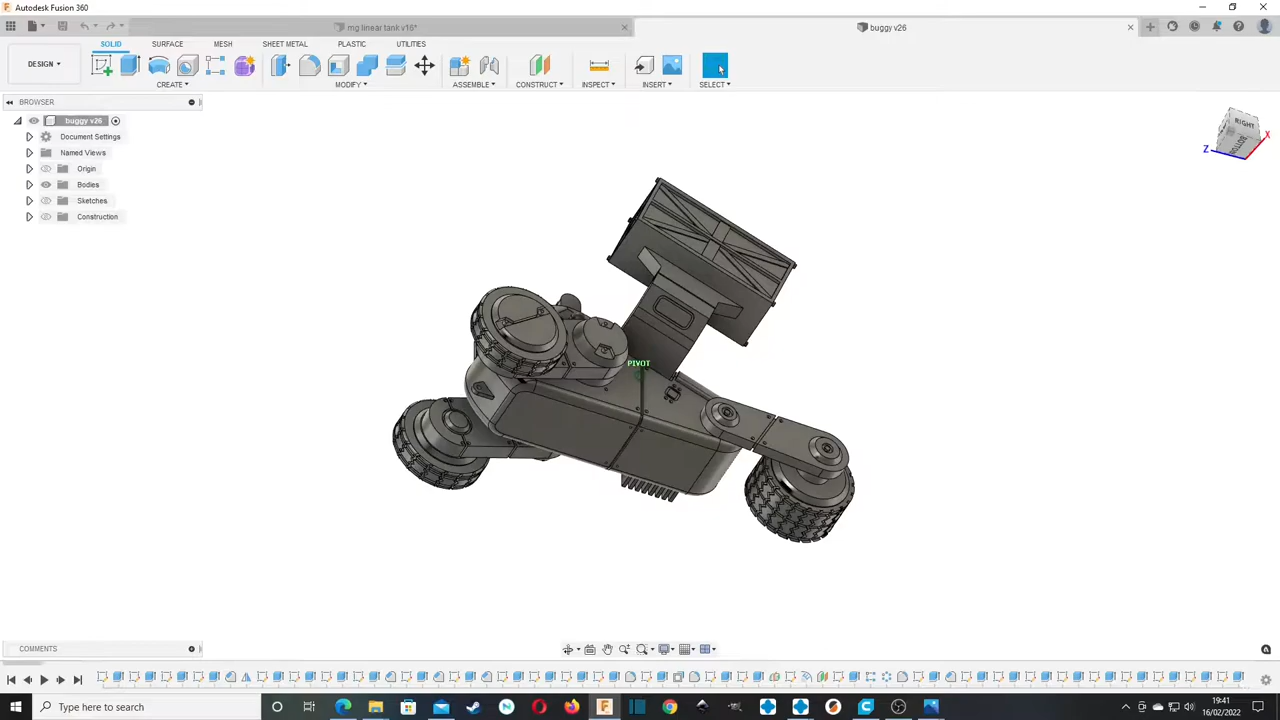 Autodesk Fusion 360
mg linear tank v16*
buggy v26
SOLID
SURFACE
MESH
SHEET METAL
PLASTIC
UTILITIES
DESIGN
CREATE
MODIFY
ASSEMBLE
CONSTRUCT
INSPECT
INSERT
SELECT
BROWSER
buggy v26
Document Settings
Named Views
Origin
Bodies
Sketches
Construction
RIGHT
BOTTOM
X
Z
PIVOT
COMMENTS
Type here to search
19:41
16/02/2022